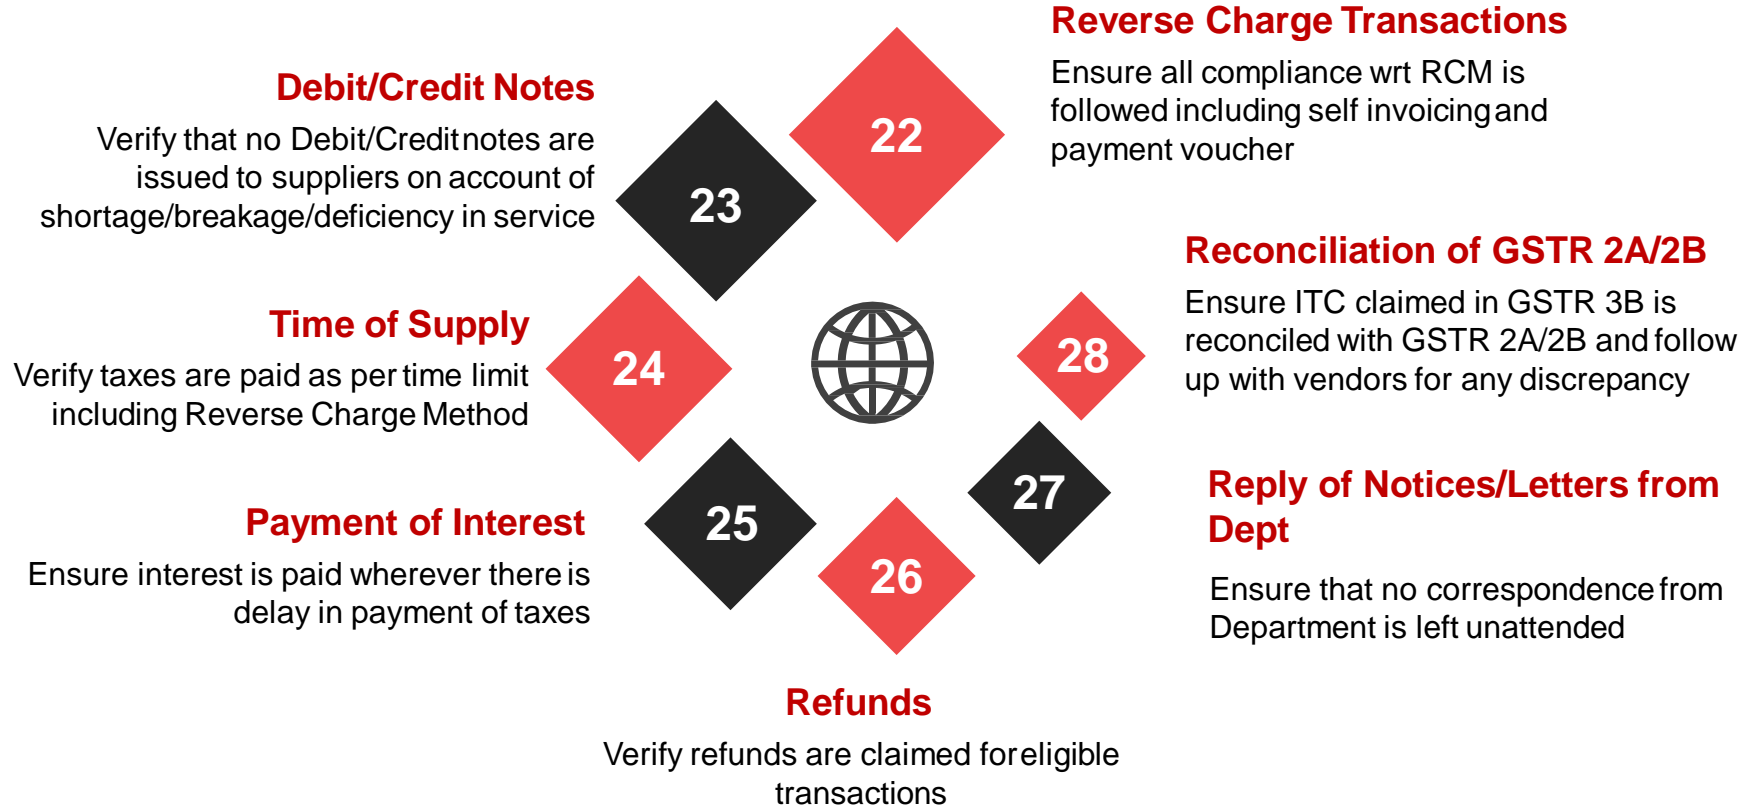 Reverse Charge Transactions
Ensure all compliance wrt RCM is
followed including self invoicing and
payment voucher
22
Debit/Credit Notes
Verify that no Debit/Credit notes are
issued to suppliers on account of
shortage/breakage/deficiency in service
23
Time of Supply
Verify taxes are paid as per time limit
including Reverse Charge Method
24
Payment of Interest
Ensure interest is paid wherever there is
delay in payment of taxes
25
26
Refunds
Verify refunds are claimed for eligible
transactions
27
Reply of Notices/Letters from
Dept
Ensure that no correspondence from
Department is left unattended
28
Reconciliation of GSTR 2A/2B
Ensure ITC claimed in GSTR 3B is
reconciled with GSTR 2A/2B and follow
up with vendors for any discrepancy